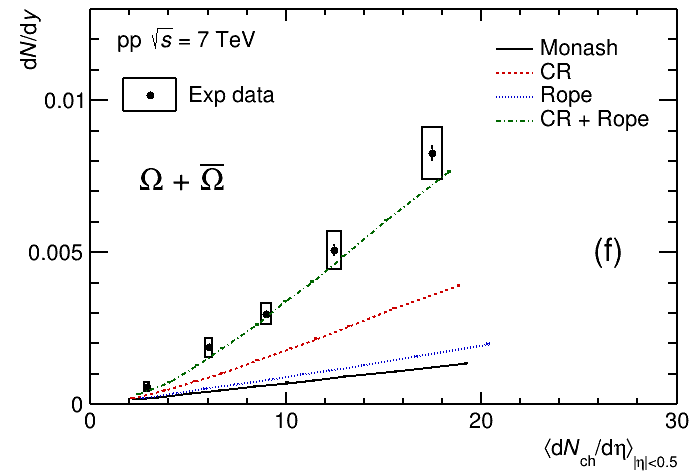 dN/dy
pp √s = 7 TeV
Exp data
Ω + Ω̅
Monash
CR
Rope
CR + Rope
(f)
0.01
0.005
0
0 10 20 30
⟨dN_ch/dη⟩_|η|<0.5